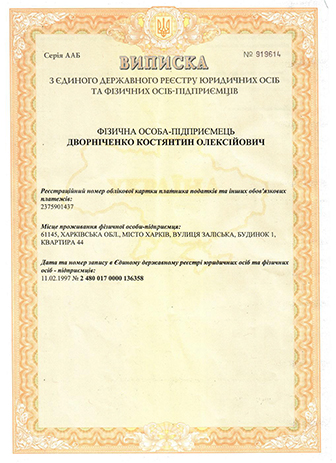 Серія ААБ
№ 919614
ВИПИСКА
З ЄДИНОГО ДЕРЖАВНОГО РЕЄСТРУ ЮРИДИЧНИХ ОСІБ
ТА ФІЗИЧНИХ ОСІБ-ПІДПРИЄМЦІВ
ФІЗИЧНА ОСОБА-ПІДПРИЄМЕЦЬ
ДВОРНІЧЕНКО КОСТЯНТИН ОЛЕКСІЙОВИЧ
Реєстраційний номер облікової картки платника податків та інших обов'язкових
платежів:
2375901437
Місце проживання фізичної особи-підприємця:
61145, ХАРКІВСЬКА ОБЛ., МІСТО ХАРКІВ, ВУЛИЦЯ ЗАЛІСЬКА, БУДИНОК 1,
КВАРТИРА 44
Дата та номер запису в Єдиному державному реєстрі юридичних осіб та фізичних
осіб - підприємців:
11.02.1997 № 2 480 017 0000 136358